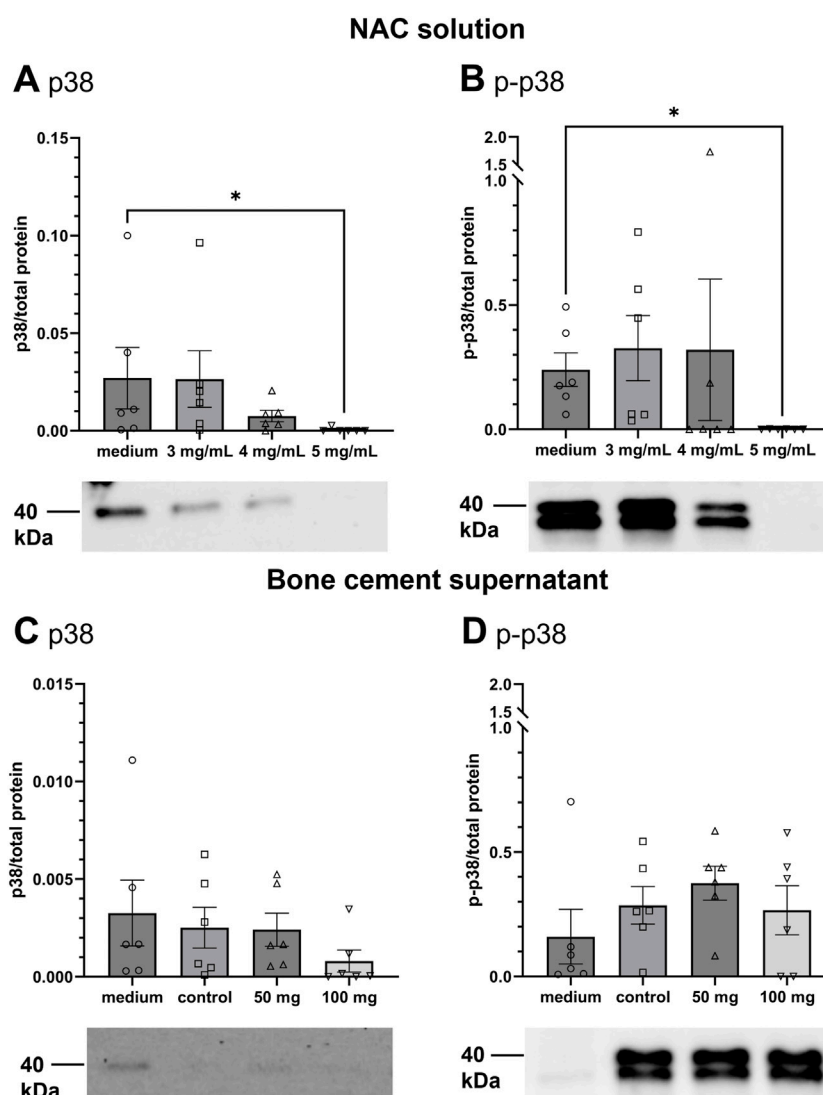 NAC solution
A p38
0.15
0.10
0.05
0.00
p38/total protein
*
medium 3 mg/mL 4 mg/mL 5 mg/mL
40
kDa
B p-p38
2.0
1.5
1.0
0.5
0.0
p-p38/total protein
*
medium 3 mg/mL 4 mg/mL 5 mg/mL
40
kDa
Bone cement supernatant
C p38
0.015
0.010
0.005
0.000
p38/total protein
medium control 50 mg 100 mg
40
kDa
D p-p38
2.0
1.5
1.0
0.5
0.0
p-p38/total protein
medium control 50 mg 100 mg
40
kDa